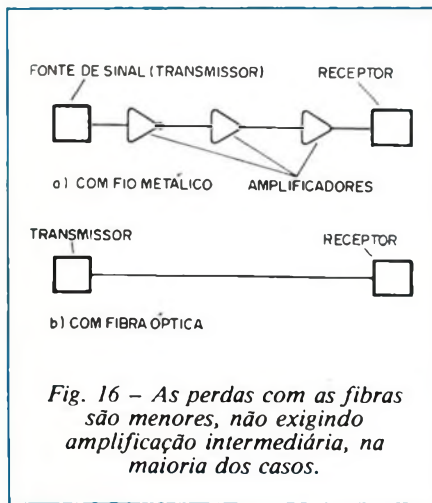 FONTE DE SINAL (TRANSMISSOR)
RECEPTOR
a) COM FIO METÁLICO
AMPLIFICADORES
TRANSMISSOR
RECEPTOR
b) COM FIBRA ÓPTICA
Fig. 16 – As perdas com as fibras
são menores, não exigindo
amplificação intermediária, na
maioria dos casos.